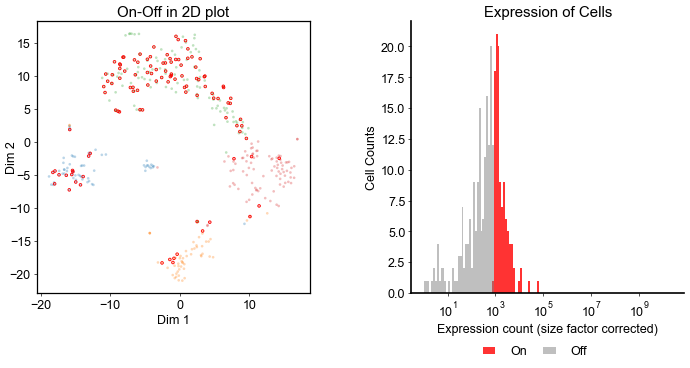 On-Off in 2D plot
Dim 2
15
10
5
0
−5
−10
−15
−20
−20 −10 0 10
Dim 1
Expression of Cells
Cell Counts
20.0
17.5
15.0
12.5
10.0
7.5
5.0
2.5
0.0
10¹ 10³ 10⁵ 10⁷ 10⁹
Expression count (size factor corrected)
On Off